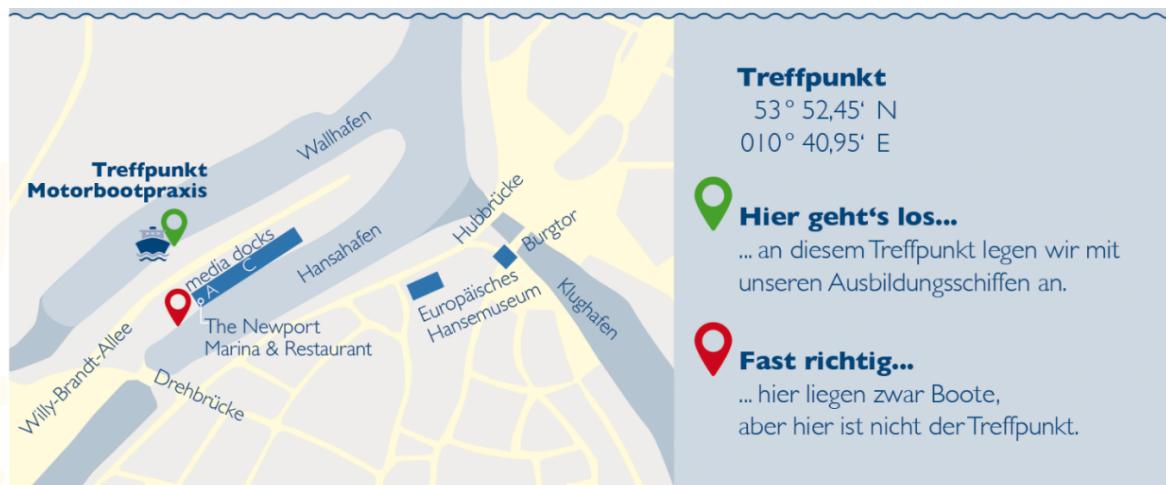 Wallhafen
Treffpunkt
Motorbootpraxis
media docks
A
C
Hansahafen
Hubbrücke
Burgtor
Europäisches
Hansemuseum
Klughafen
The Newport
Marina & Restaurant
Willy-Brandt-Allee
Drehbrücke
Treffpunkt
53° 52,45‘ N
010° 40,95‘ E
Hier geht‘s los...
... an diesem Treffpunkt legen wir mit
unseren Ausbildungsschiffen an.
Fast richtig...
... hier liegen zwar Boote,
aber hier ist nicht der Treffpunkt.